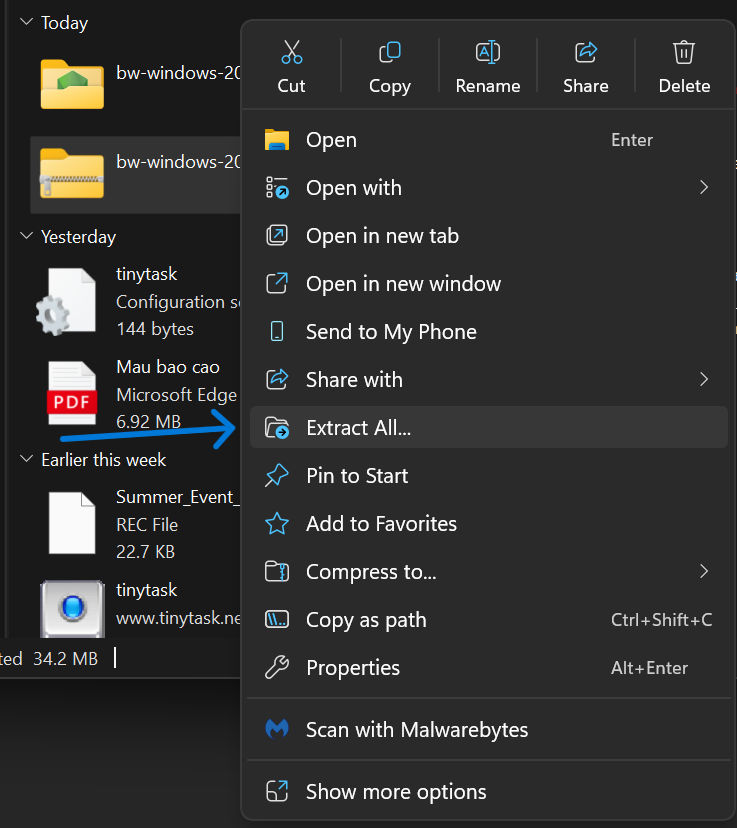 Today
bw-windows-20
bw-windows-20
Yesterday
tinytask
Configuration se
144 bytes
Mau bao cao
Microsoft Edge
6.92 MB
PDF
Earlier this week
Summer_Event_
REC File
22.7 KB
tinytask
www.tinytask.ne
ted 34.2 MB
Cut
Copy
Rename
Share
Delete
Open Enter
Open with
Open in new tab
Open in new window
Send to My Phone
Share with
Extract All...
Pin to Start
Add to Favorites
Compress to...
Copy as path Ctrl+Shift+C
Properties Alt+Enter
Scan with Malwarebytes
Show more options